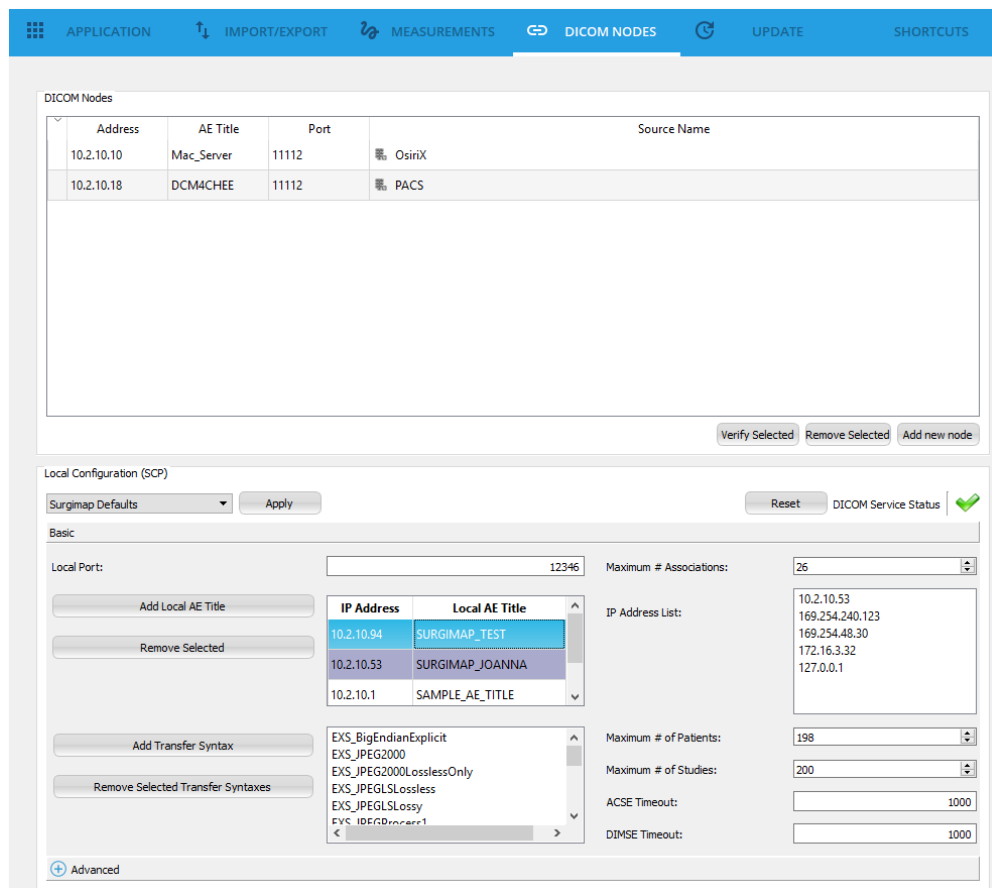 APPLICATION IMPORT/EXPORT MEASUREMENTS DICOM NODES UPDATE SHORTCUTS
DICOM Nodes
Address AE Title Port Source Name
10.2.10.10 Mac_Server 11112 OsiriX
10.2.10.18 DCM4CHEE 11112 PACS
Verify Selected Remove Selected Add new node
Local Configuration (SCP)
Surgimap Defaults Apply Reset DICOM Service Status
Basic
Local Port: 12346
Add Local AE Title
Remove Selected
IP Address Local AE Title
10.2.10.94 SURGIMAP_TEST
10.2.10.53 SURGIMAP_JOANNA
10.2.10.1 SAMPLE_AE_TITLE
Add Transfer Syntax
Remove Selected Transfer Syntaxes
EXS_BigEndianExplicit
EXS_JPEG2000
EXS_JPEG2000LosslessOnly
EXS_JPEGLSLossless
EXS_JPEGLSLossy
EXS_JPEGProcess1
Maximum # Associations: 26
IP Address List:
10.2.10.53
169.254.240.123
169.254.48.30
172.16.3.32
127.0.0.1
Maximum # of Patients: 198
Maximum # of Studies: 200
ACSE Timeout: 1000
DIMSE Timeout: 1000
Advanced